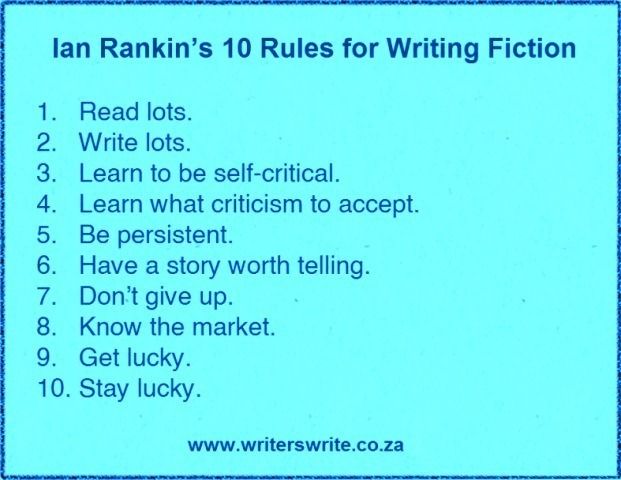 Ian Rankin’s 10 Rules for Writing Fiction
1. Read lots.
2. Write lots.
3. Learn to be self-critical.
4. Learn what criticism to accept.
5. Be persistent.
6. Have a story worth telling.
7. Don’t give up.
8. Know the market.
9. Get lucky.
10. Stay lucky.
www.writerswrite.co.za